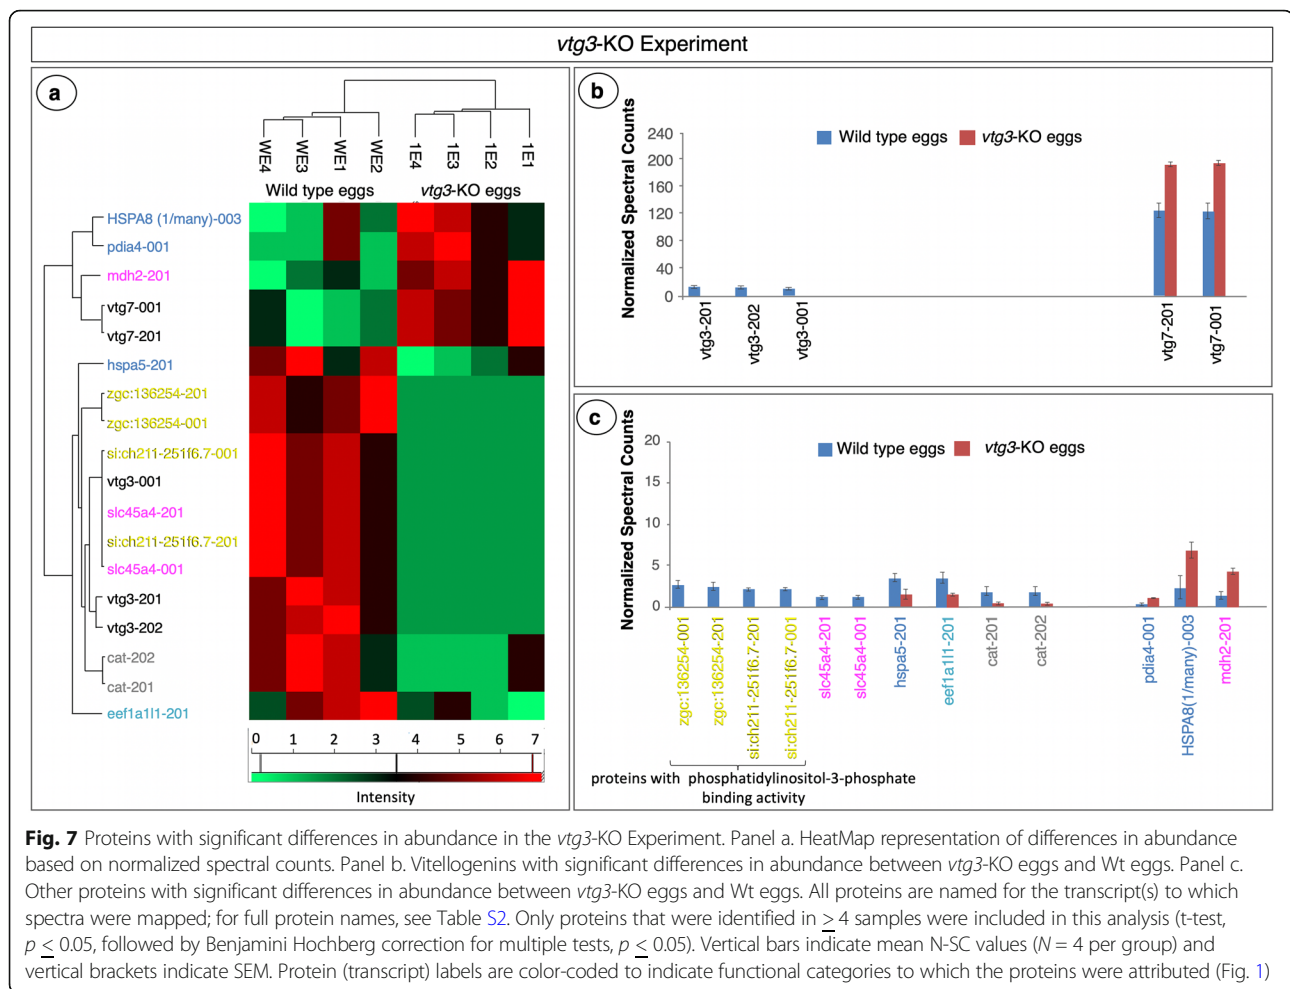 vtg3-KO Experiment
a
WE4
WE3
WE1
WE2
1E4
1E3
1E2
1E1
Wild type eggs
vtg3-KO eggs
HSPA8 (1/many)-003
pdia4-001
mdh2-201
vtg7-001
vtg7-201
hspa5-201
zgc:136254-201
zgc:136254-001
si:ch211-251f6.7-001
vtg3-001
slc45a4-201
si:ch211-251f6.7-201
slc45a4-001
vtg3-201
vtg3-202
cat-202
cat-201
eef1a1l1-201
0 1 2 3 4 5 6 7
Intensity
b
Normalized Spectral Counts
240
200
160
120
80
40
0
Wild type eggs
vtg3-KO eggs
vtg3-201
vtg3-202
vtg3-001
vtg7-201
vtg7-001
c
Normalized Spectral Counts
20
15
10
5
0
Wild type eggs
vtg3-KO eggs
zgc:136254-001
zgc:136254-201
si:ch211-251f6.7-201
si:ch211-251f6.7-001
slc45a4-201
slc45a4-001
hspa5-201
eef1a1l1-201
cat-201
cat-202
pdia4-001
HSPA8(1/many)-003
mdh2-201
proteins with phosphatidylinositol-3-phosphate
binding activity
Fig. 7 Proteins with significant differences in abundance in the vtg3-KO Experiment. Panel a. HeatMap representation of differences in abundance
based on normalized spectral counts. Panel b. Vitellogenins with significant differences in abundance between vtg3-KO eggs and Wt eggs. Panel c.
Other proteins with significant differences in abundance between vtg3-KO eggs and Wt eggs. All proteins are named for the transcript(s) to which
spectra were mapped; for full protein names, see Table S2. Only proteins that were identified in ≥ 4 samples were included in this analysis (t-test,
p ≤ 0.05, followed by Benjamini Hochberg correction for multiple tests, p ≤ 0.05). Vertical bars indicate mean N-SC values (N = 4 per group) and
vertical brackets indicate SEM. Protein (transcript) labels are color-coded to indicate functional categories to which the proteins were attributed (Fig. 1)